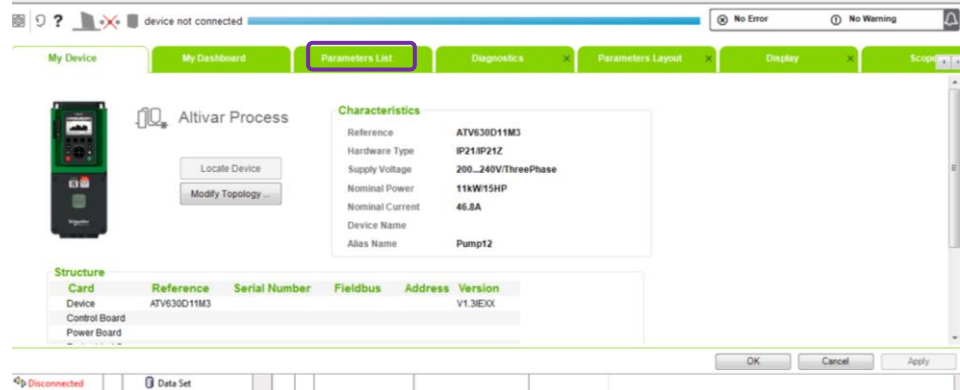 ? device not connected No Error No Warning
My Device My Dashboard Parameters List Diagnostics Parameters Layout Display Scope
Altivar Process
Locate Device
Modify Topology ...
Characteristics
Reference ATV630D11M3
Hardware Type IP21/IP21Z
Supply Voltage 200...240V/ThreePhase
Nominal Power 11kW/15HP
Nominal Current 46.8A
Device Name
Alias Name Pump12
Structure
Card Reference Serial Number Fieldbus Address Version
Device ATV630D11M3 V1.3IEXX
Control Board
Power Board
OK Cancel Apply
Disconnected Data Set